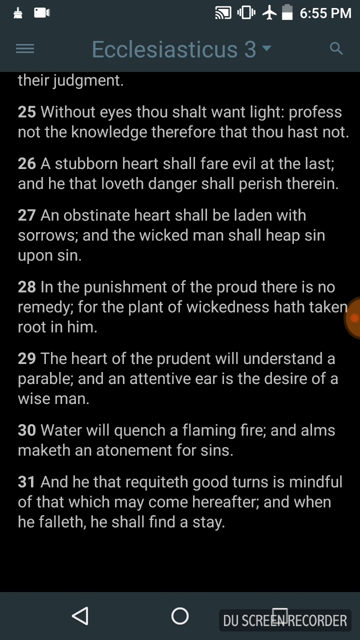 6:55 PM
Ecclesiasticus 3
their judgment.
25 Without eyes thou shalt want light: profess
not the knowledge therefore that thou hast not.
26 A stubborn heart shall fare evil at the last;
and he that loveth danger shall perish therein.
27 An obstinate heart shall be laden with
sorrows; and the wicked man shall heap sin
upon sin.
28 In the punishment of the proud there is no
remedy; for the plant of wickedness hath taken
root in him.
29 The heart of the prudent will understand a
parable; and an attentive ear is the desire of a
wise man.
30 Water will quench a flaming fire; and alms
maketh an atonement for sins.
31 And he that requiteth good turns is mindful
of that which may come hereafter; and when
he falleth, he shall find a stay.
DU SCREEN RECORDER